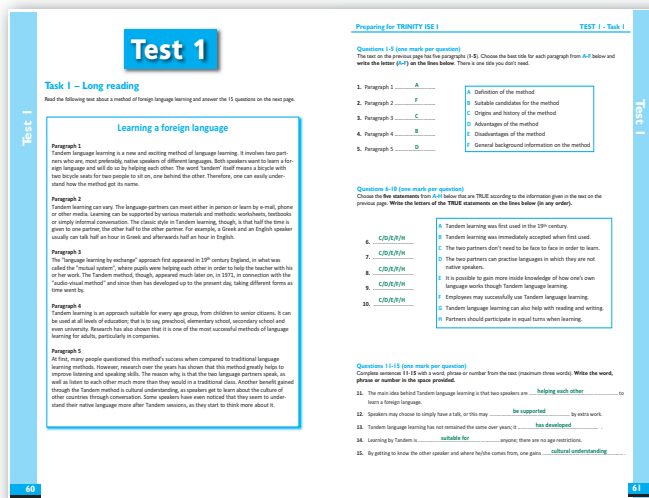 Test 1
Test 1
Task 1 – Long reading
Read the following text about a method of foreign language learning and answer the 15 questions on the next page.
Learning a foreign language
Paragraph 1
Tandem language learning is a new and exciting method of language learning. It involves two part-
ners who are, most preferably, native speakers of different languages. Both speakers want to learn a for-
eign language and will do so by helping each other. The word 'tandem' itself means a bicycle with
two bicycle seats for two people to sit on, one behind the other. Therefore, one can easily under-
stand how the method got its name.
Paragraph 2
Tandem learning can vary. The language-partners can meet either in person or learn by e-mail, phone
or other media. Learning can be supported by various materials and methods: worksheets, textbooks
or simply informal conversation. The classic style in Tandem learning, though, is that half the time is
given to one partner, the other half to the other partner. For example, a Greek and an English speaker
usually can talk half an hour in Greek and afterwards half an hour in English.
Paragraph 3
The "language learning by exchange" approach first appeared in 19th century England, in what was
called the "mutual system", where pupils were helping each other in order to help the teacher with his
or her work. The Tandem method, though, appeared much later on, in 1971, in connection with the
"audio-visual method" and since then has developed up to the present day, taking different forms as
time went by.
Paragraph 4
Tandem learning is an approach suitable for every age group, from children to senior citizens. It can
be used at all levels of education; that is to say, preschool, elementary school, secondary school and
even university. Research has also shown that it is one of the most successful methods of language
learning for adults, particularly in companies.
Paragraph 5
At first, many people questioned this method's success when compared to traditional language
learning methods. However, research over the years has shown that this method greatly helps to
improve listening and speaking skills. The reason why, is that the two language partners speak, as
well as listen to each other much more than they would in a traditional class. Another benefit gained
through the Tandem method is cultural understanding, as speakers get to learn about the culture of
other countries through conversation. Some speakers have even noticed that they seem to under-
stand their native language more after Tandem sessions, as they start to think more about it.
60
Preparing for TRINITY ISE I TEST 1 - Task 1
Test 1
Questions 1-5 (one mark per question)
The text on the previous page has five paragraphs (1-5). Choose the best title for each paragraph from A-F below and
write the letter (A-F) on the lines below. There is one title you don't need.
1. Paragraph 1 A
2. Paragraph 2 F
3. Paragraph 3 C
4. Paragraph 4 B
5. Paragraph 5 D
A Definition of the method
B Suitable candidates for the method
C Origins and history of the method
D Advantages of the method
E Disadvantages of the method
F General background information on the method
Questions 6-10 (one mark per question)
Choose the five statements from A-H below that are TRUE according to the information given in the text on the
previous page. Write the letters of the TRUE statements on the lines below (in any order).
6. C/D/E/F/H
7. C/D/E/F/H
8. C/D/E/F/H
9. C/D/E/F/H
10. C/D/E/F/H
A Tandem learning was first used in the 19th century.
B Tandem learning was immediately accepted when first used.
C The two partners don't need to be face to face in order to learn.
D The two partners can practise languages in which they are not
native speakers.
E It is possible to gain more inside knowledge of how one's own
language works though Tandem language learning.
F Employees may successfully use Tandem language learning.
G Tandem language learning can also help with reading and writing.
H Partners should participate in equal turns when learning.
Questions 11-15 (one mark per question)
Complete sentences 11-15 with a word, phrase or number from the text (maximum three words). Write the word,
phrase or number in the space provided.
11. The main idea behind Tandem language learning is that two speakers are helping each other to
learn a foreign language.
12. Speakers may choose to simply have a talk, or this may be supported by extra work.
13. Tandem language learning has not remained the same over years; it has developed .
14. Learning by Tandem is suitable for anyone; there are no age restrictions.
15. By getting to know the other speaker and where he/she comes from, one gains cultural understanding .
61